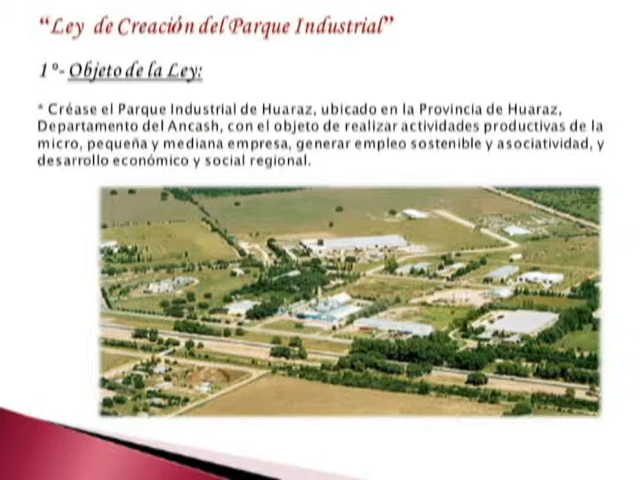 “Ley de Creación del Parque Industrial”
1º- Objeto de la Ley:
* Créase el Parque Industrial de Huaraz, ubicado en la Provincia de Huaraz,
Departamento del Ancash, con el objeto de realizar actividades productivas de la
micro, pequeña y mediana empresa, generar empleo sostenible y asociatividad, y
desarrollo económico y social regional.